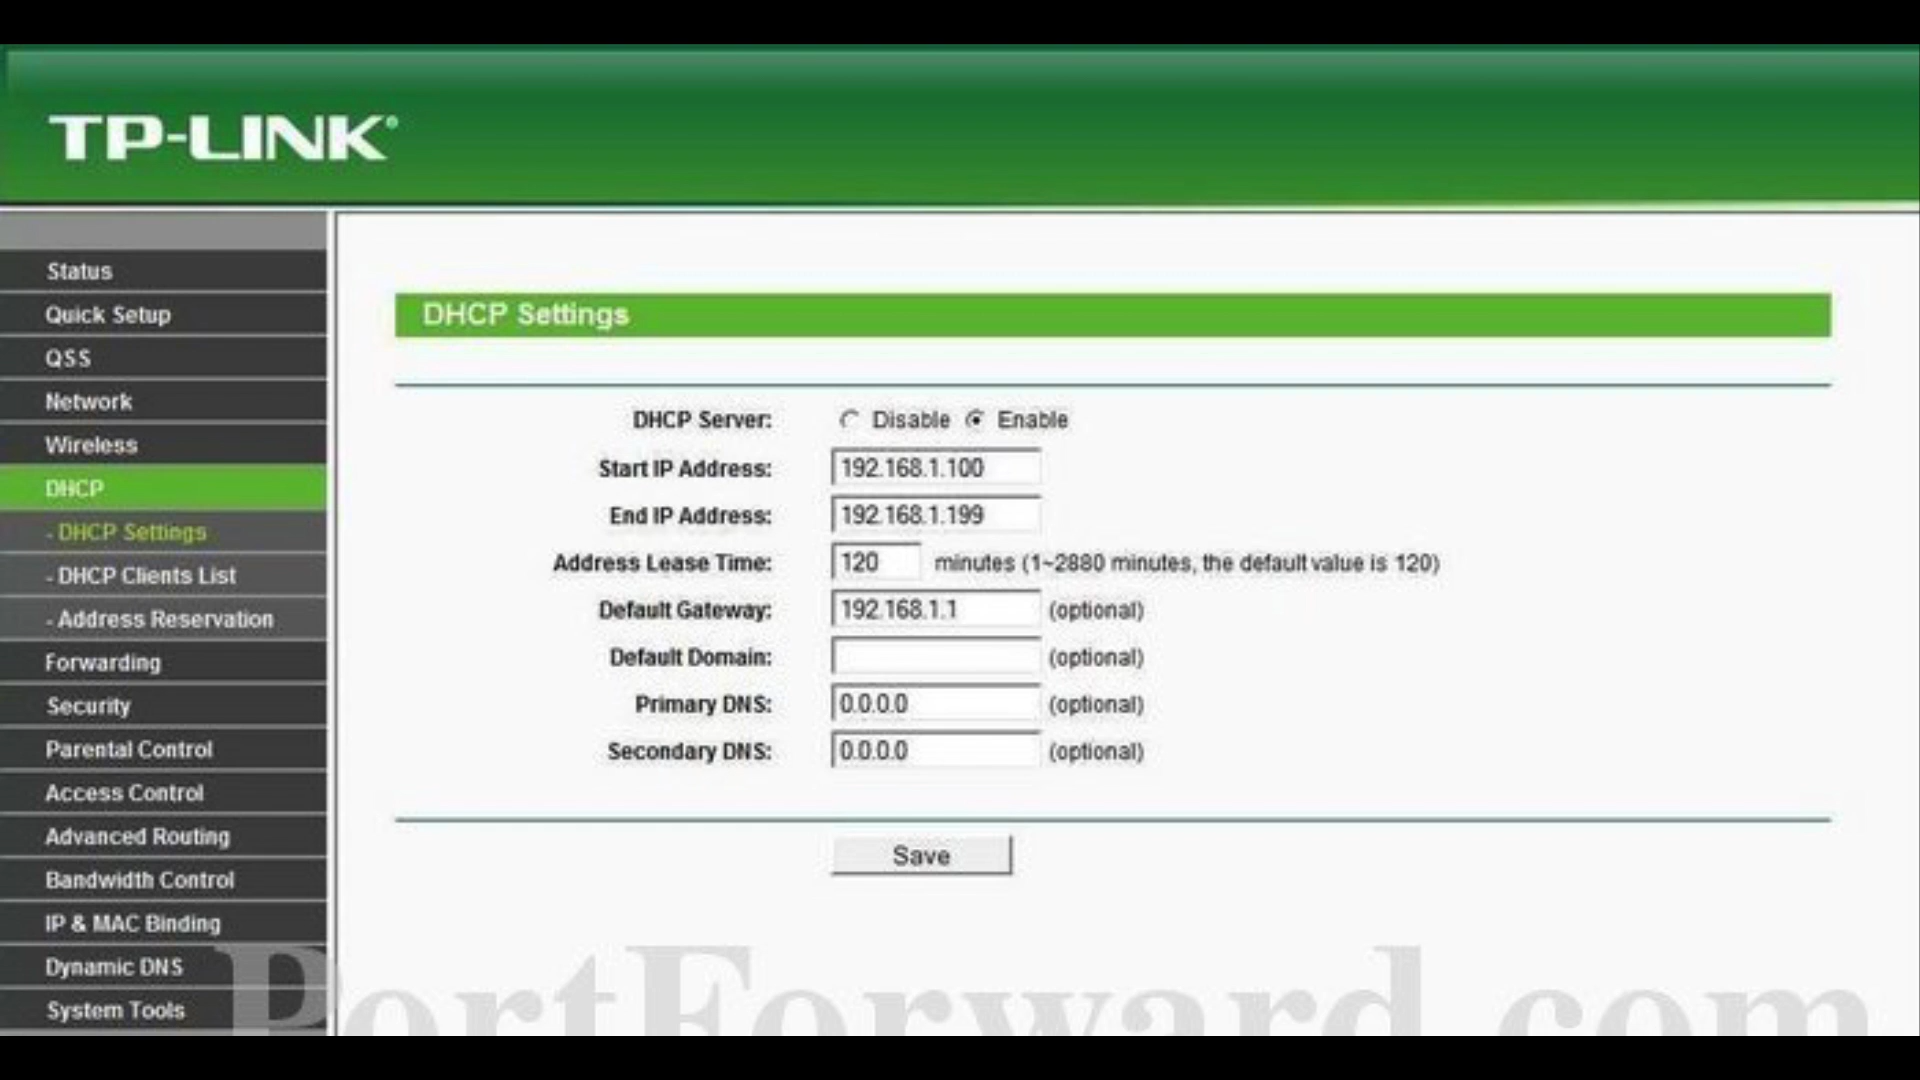 TP-LINK®
Status
Quick Setup
QSS
Network
Wireless
DHCP
- DHCP Settings
- DHCP Clients List
- Address Reservation
Forwarding
Security
Parental Control
Access Control
Advanced Routing
Bandwidth Control
IP & MAC Binding
Dynamic DNS
System Tools
DHCP Settings
DHCP Server: Disable Enable
Start IP Address: 192.168.1.100
End IP Address: 192.168.1.199
Address Lease Time: 120 minutes (1~2880 minutes, the default value is 120)
Default Gateway: 192.168.1.1 (optional)
Default Domain: (optional)
Primary DNS: 0.0.0.0 (optional)
Secondary DNS: 0.0.0.0 (optional)
Save
PortForward.com